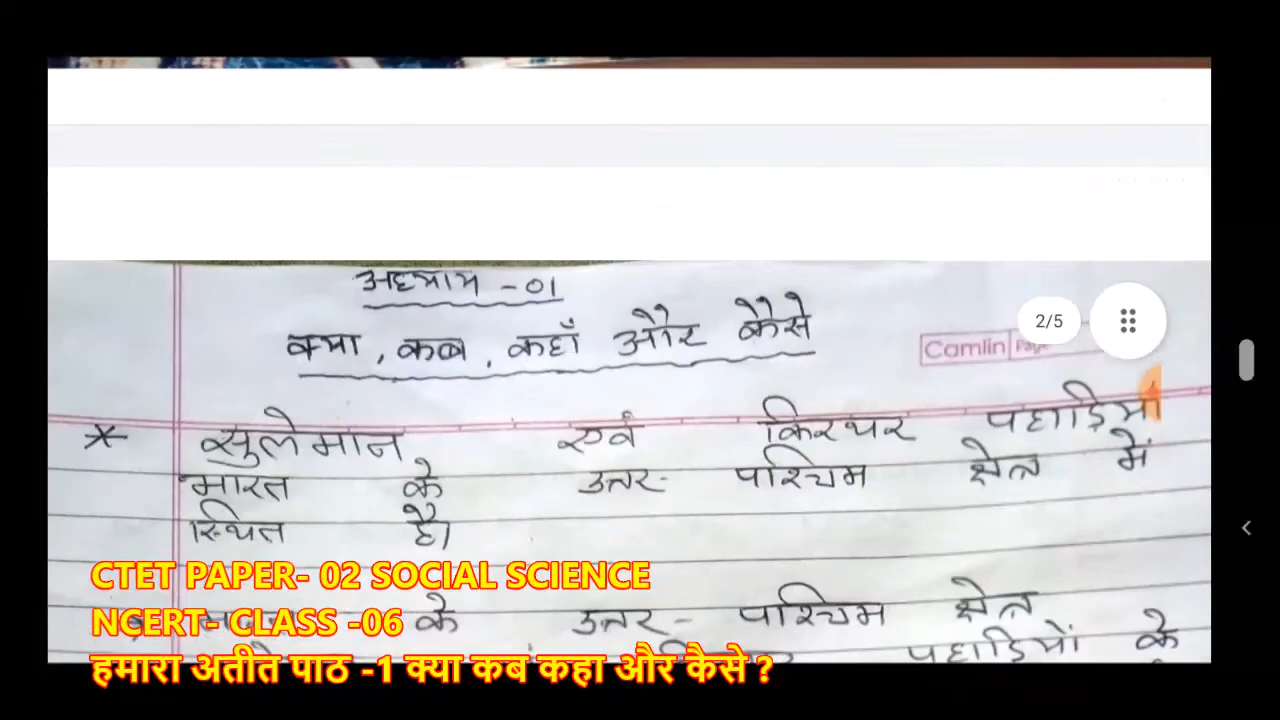 अध्याय -01
क्या, कब, कहाँ और कैसे
2/5
Camlin Page
* सुलेमान एवं किरथर पहाड़ियाँ
भारत के उत्तर- पश्चिम क्षेत्र में
स्थित है।
CTET PAPER- 02 SOCIAL SCIENCE
के उत्तर- पश्चिम क्षेत्र
NCERT- CLASS -06
पहाड़ियों के
हमारा अतीत पाठ -1 क्या कब कहा और कैसे ?